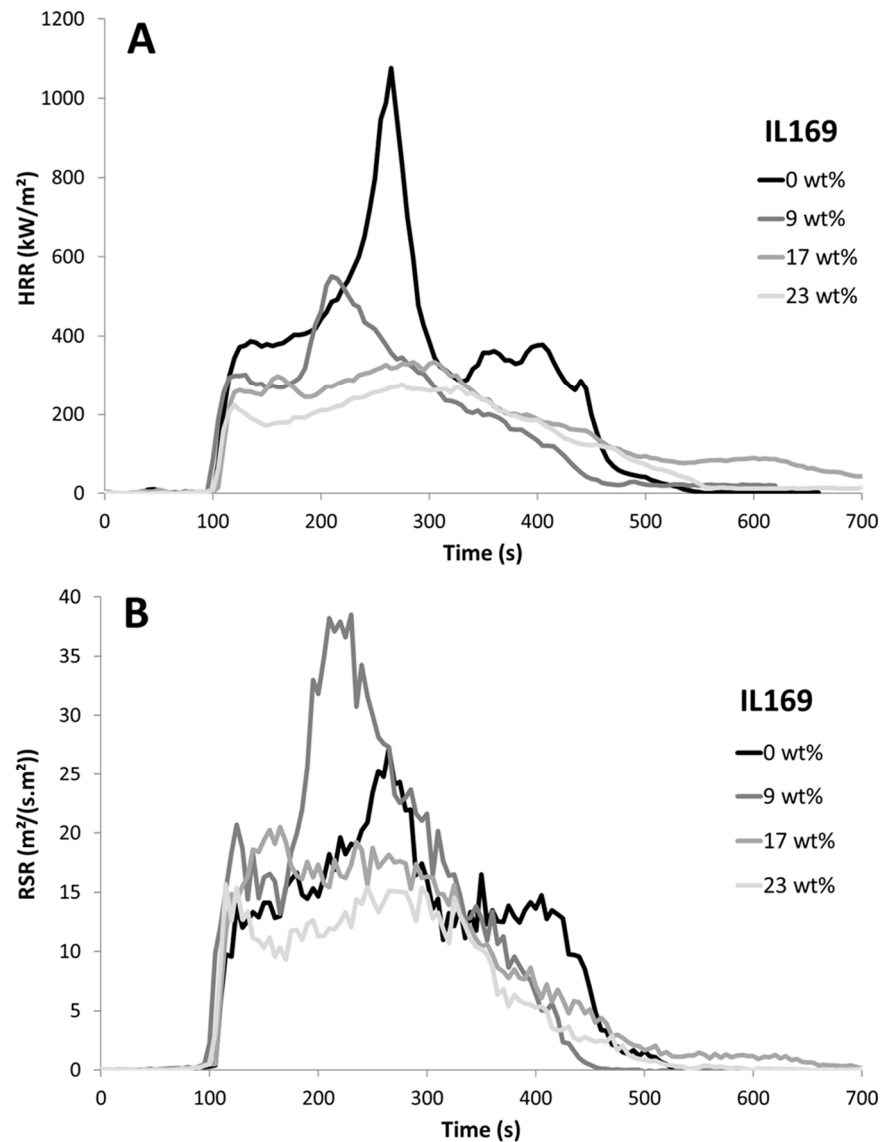 A
1200
1000
800
600
400
200
0
HRR (kW/m²)
0 100 200 300 400 500 600 700
Time (s)
IL169
0 wt%
9 wt%
17 wt%
23 wt%
B
40
35
30
25
20
15
10
5
0
RSR (m²/(s.m²))
0 100 200 300 400 500 600 700
Time (s)
IL169
0 wt%
9 wt%
17 wt%
23 wt%